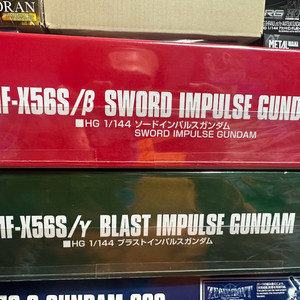 ORAN
RG
METAL
MF-X56S/β SWORD IMPULSE GUND
■HG 1/144 ソードインパルスガンダム
SWORD IMPULSE GUNDAM
MF-X56S/γ BLAST IMPULSE GUNDAM
■HG 1/144 ブラストインパルスガンダム